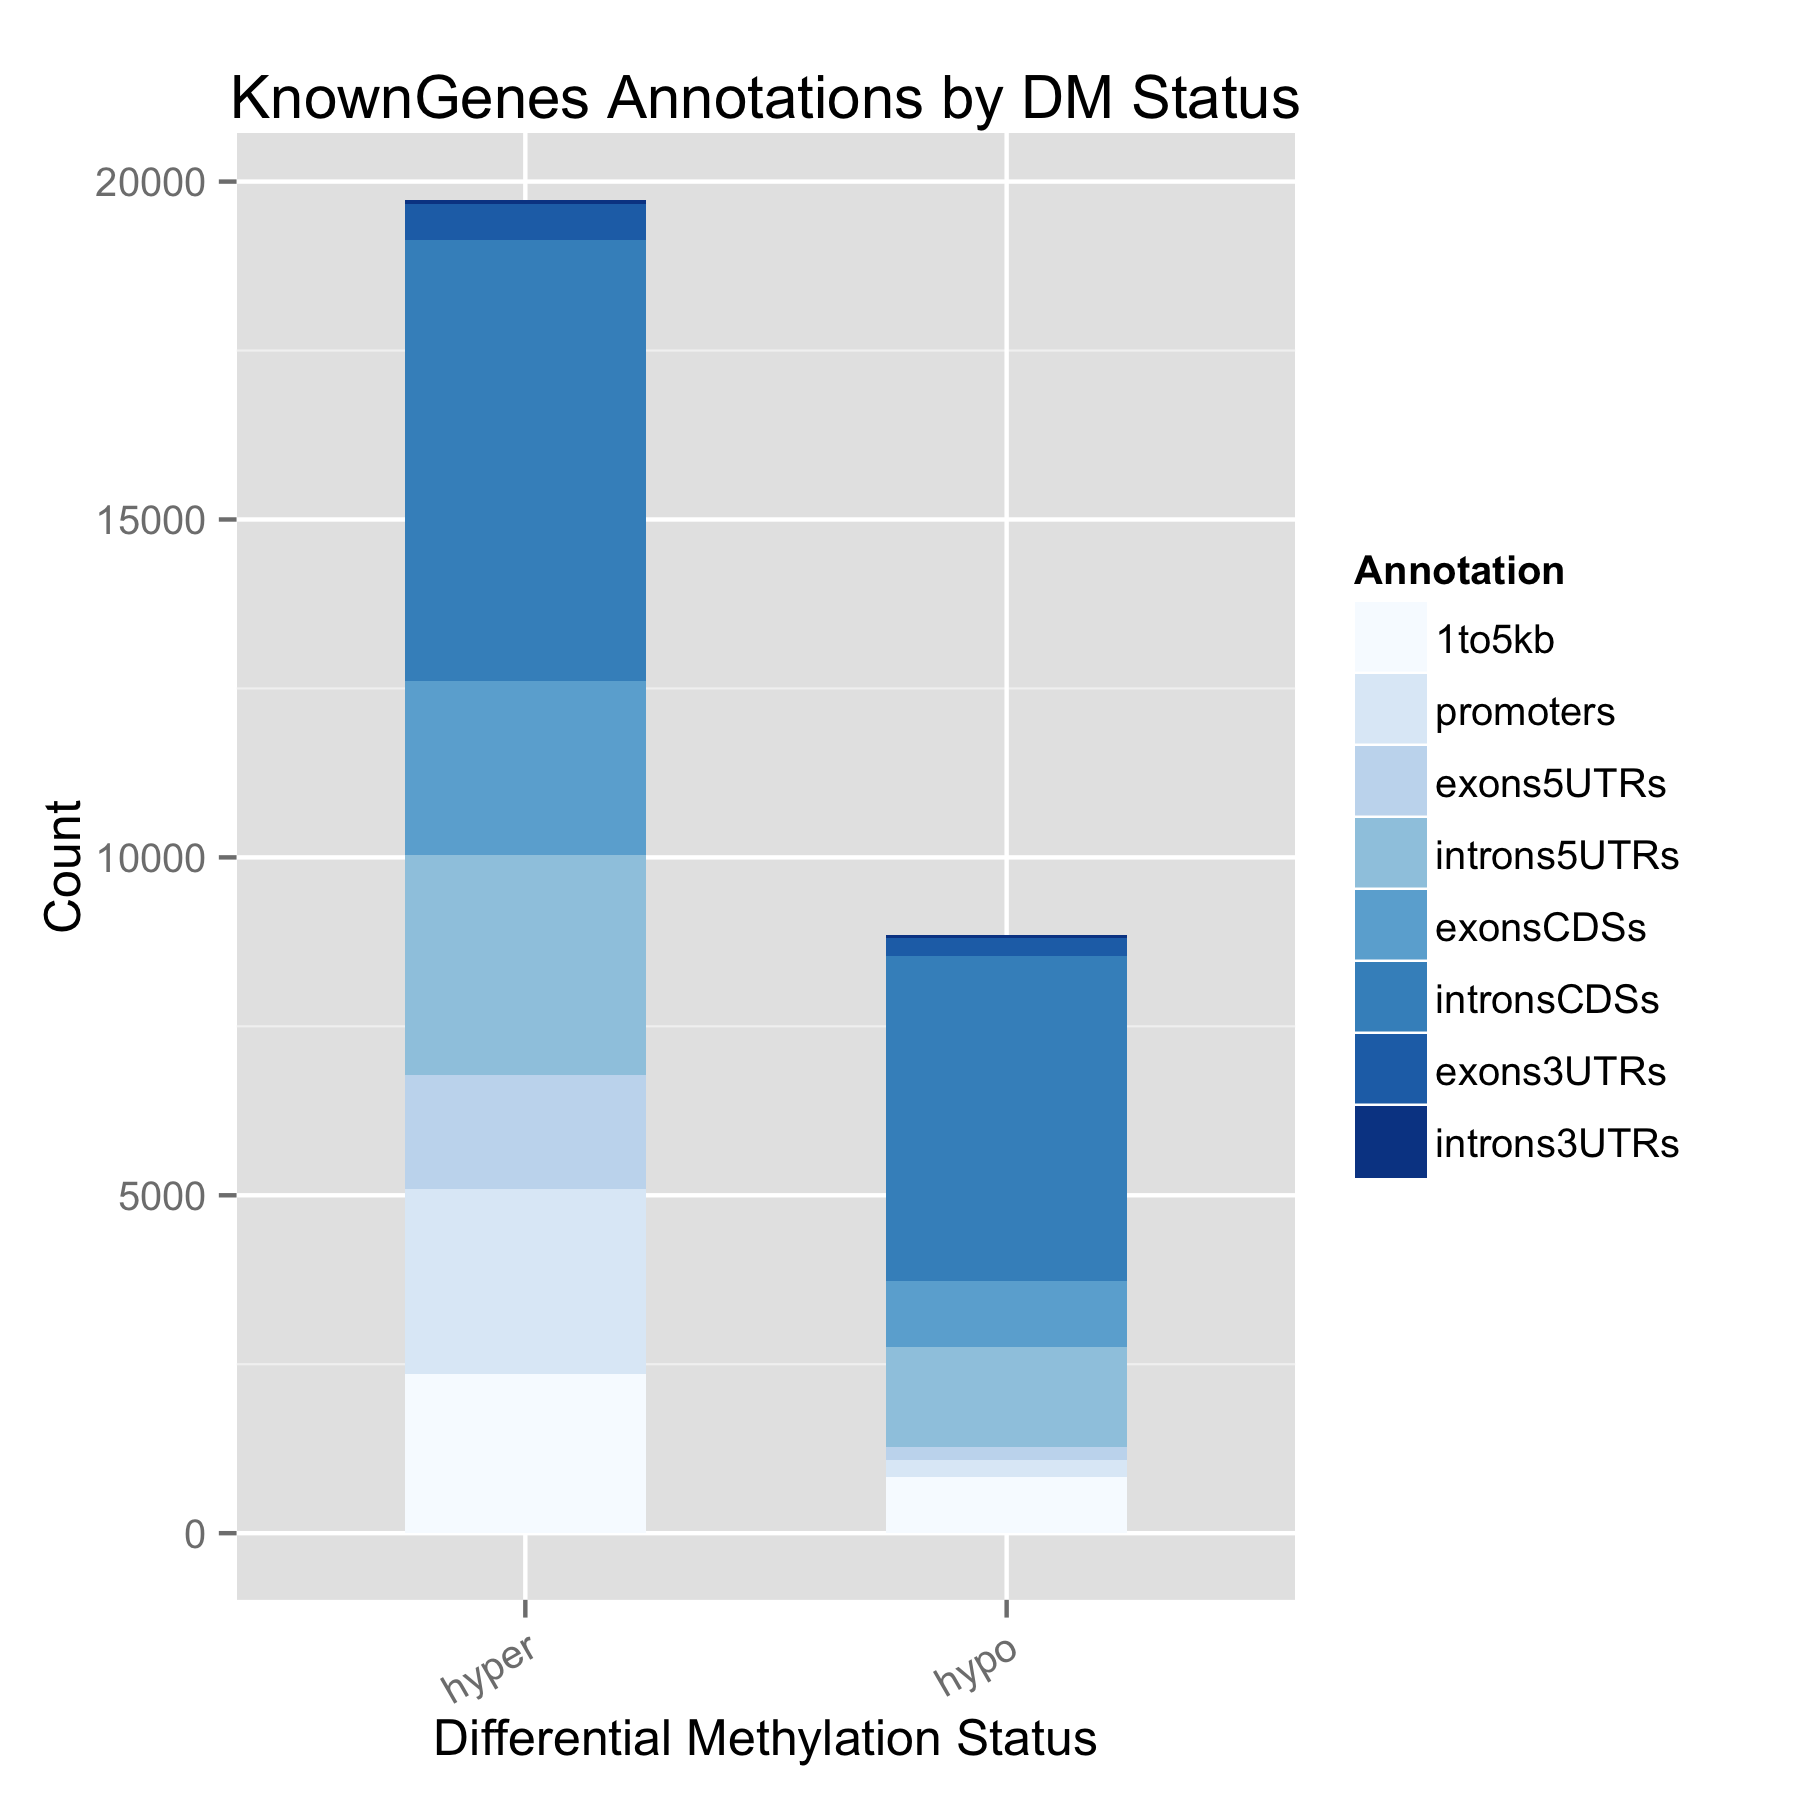 KnownGenes Annotations by DM Status
20000
15000
10000
5000
0
Count
hyper
hypo
Differential Methylation Status
Annotation
1to5kb
promoters
exons5UTRs
introns5UTRs
exonsCDSs
intronsCDSs
exons3UTRs
introns3UTRs